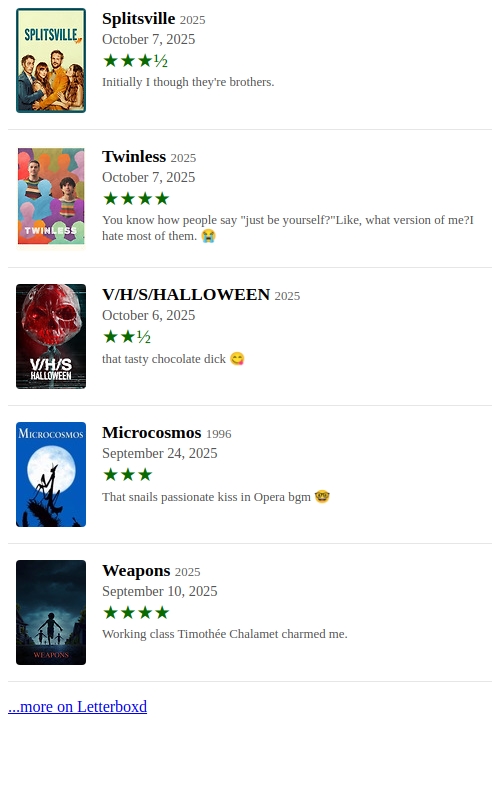 SPLITSVILLE
Splitsville 2025
October 7, 2025
★★★½
Initially I though they're brothers.
TWINLESS
Twinless 2025
October 7, 2025
★★★★
You know how people say "just be yourself?"Like, what version of me?I
hate most of them. 😭
V/H/S
HALLOWEEN
V/H/S/HALLOWEEN 2025
October 6, 2025
★★½
that tasty chocolate dick 😋
MICROCOSMOS
Microcosmos 1996
September 24, 2025
★★★
That snails passionate kiss in Opera bgm 🤓
WEAPONS
Weapons 2025
September 10, 2025
★★★★
Working class Timothée Chalamet charmed me.
...more on Letterboxd